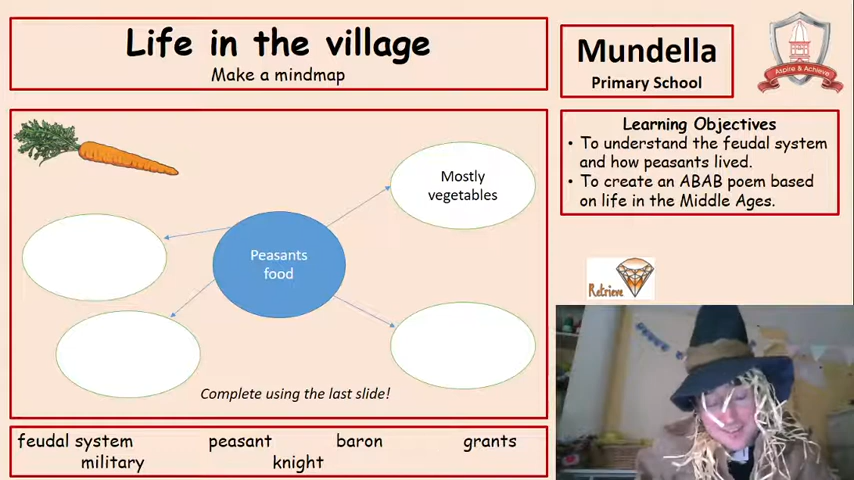 Life in the village
Make a mindmap
Mundella
Primary School
Aspire & Achieve
Learning Objectives
• To understand the feudal system
and how peasants lived.
• To create an ABAB poem based
on life in the Middle Ages.
Mostly
vegetables
Peasants
food
Retrieve
Complete using the last slide!
feudal system peasant baron grants
military knight